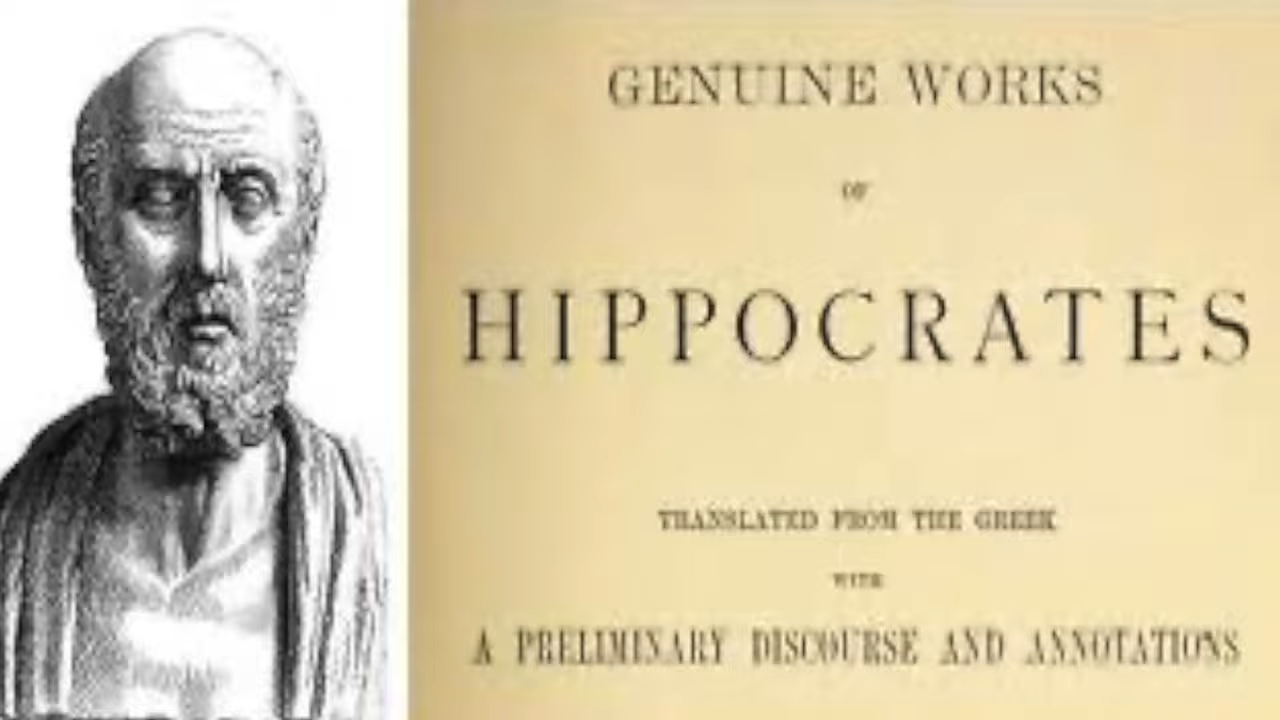 GENUINE WORKS
OF
HIPPOCRATES
TRANSLATED FROM THE GREEK
WITH
A PRELIMINARY DISCOURSE AND ANNOTATIONS